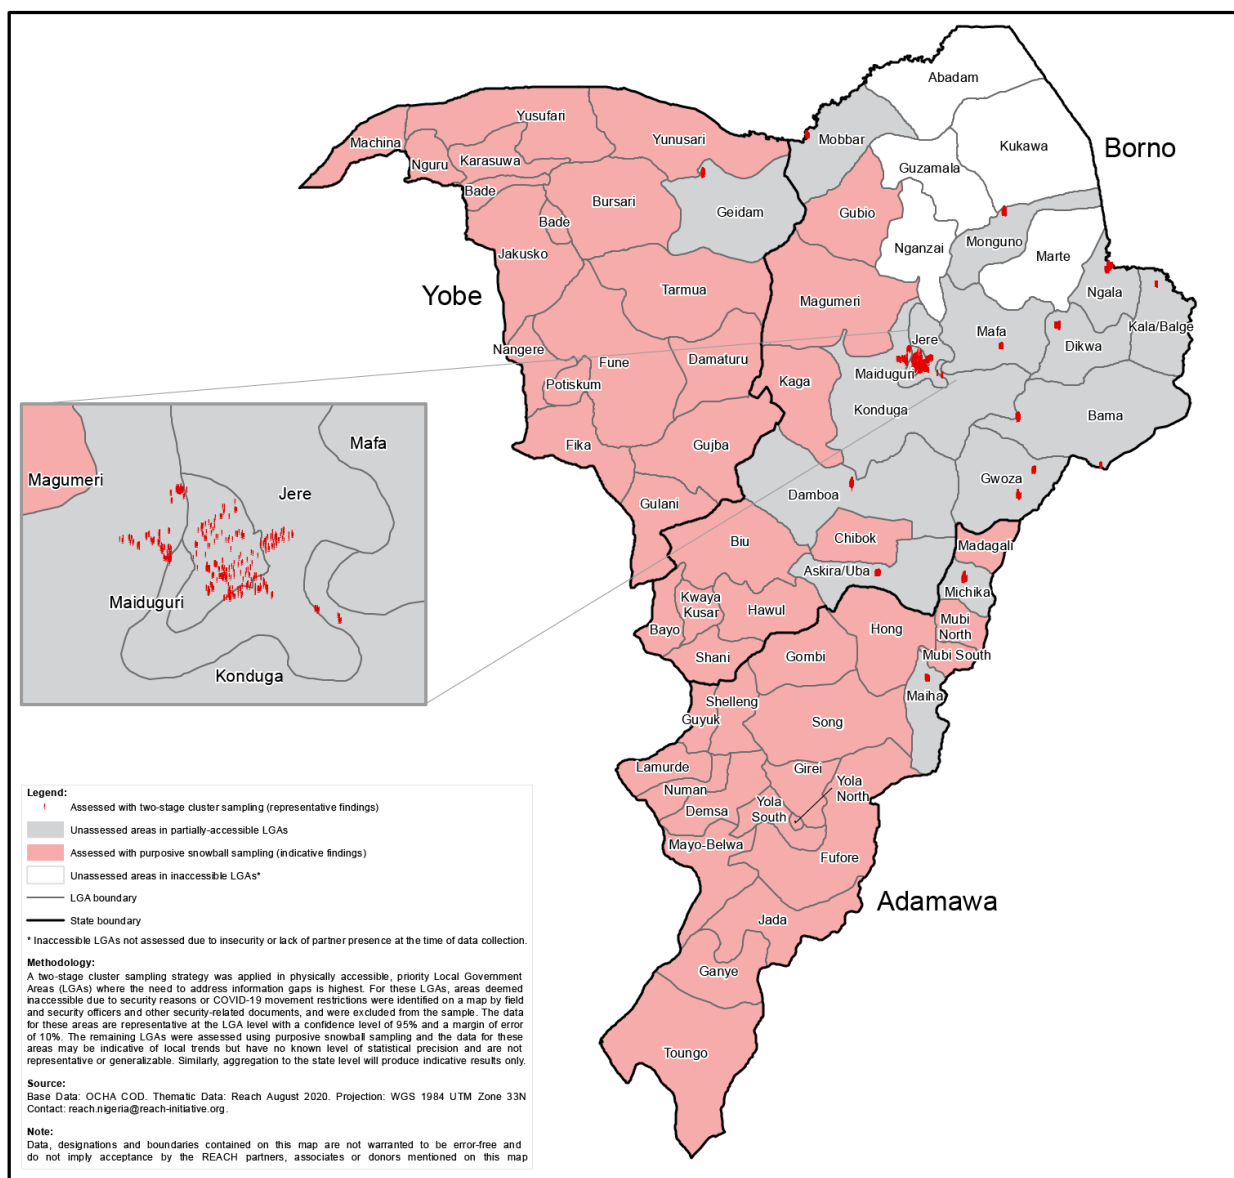 Abadam
Yusufari
Machina
Yunusari
Mobbar
Borno
Kukawa
Nguru
Karasuwa
Guzamala
Bade
Bursari
Geidam
Gubio
Bade
Monguno
Nganzai
Jakusko
Marte
Tarmua
Yobe
Magumeri
Ngala
Kala/Balge
Jere
Mafa
Nangere
Fune
Damaturu
Dikwa
Maiduguri
Potiskum
Kaga
Konduga
Bama
Fika
Gujba
Gwoza
Damboa
Gulani
Biu
Chibok
Madagali
Askira/Uba
Michika
Kwaya
Kusar
Hawul
Bayo
Hong
Mubi
North
Shani
Gombi
Mubi South
Maiha
Shelleng
Guyuk
Song
Lamurde
Girei
Numan
Yola
North
Yola
South
Demsa
Mayo-Belwa
Fufore
Adamawa
Jada
Ganye
Toungo
Mafa
Magumeri
Jere
Maiduguri
Konduga
Legend:
Assessed with two-stage cluster sampling (representative findings)
Unassessed areas in partially-accessible LGAs
Assessed with purposive snowball sampling (indicative findings)
Unassessed areas in inaccessible LGAs*
LGA boundary
State boundary
* Inaccessible LGAs not assessed due to insecurity or lack of partner presence at the time of data collection.
Methodology:
A two-stage cluster sampling strategy was applied in physically accessible, priority Local Government
Areas (LGAs) where the need to address information gaps is highest. For these LGAs, areas deemed
inaccessible due to security reasons or COVID-19 movement restrictions were identified on a map by field
and security officers and other security-related documents, and were excluded from the sample. The data
for these areas are representative at the LGA level with a confidence level of 95% and a margin of error
of 10%. The remaining LGAs were assessed using purposive snowball sampling and the data for these
areas may be indicative of local trends but have no known level of statistical precision and are not
representative or generalizable. Similarly, aggregation to the state level will produce indicative results only.
Source:
Base Data: OCHA COD. Thematic Data: Reach August 2020. Projection: WGS 1984 UTM Zone 33N
Contact: reach.nigeria@reach-initiative.org.
Note:
Data, designations and boundaries contained on this map are not warranted to be error-free and
do not imply acceptance by the REACH partners, associates or donors mentioned on this map